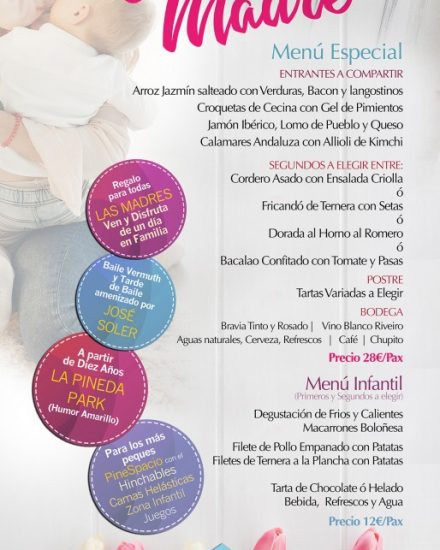 Madre
Menú Especial
ENTRANTES A COMPARTIR
Arroz Jazmín salteado con Verduras, Bacon y langostinos
Croquetas de Cecina con Gel de Pimientos
Jamón Ibérico, Lomo de Pueblo y Queso
Calamares Andaluza con Allioli de Kimchi
SEGUNDOS A ELEGIR ENTRE:
Cordero Asado con Ensalada Criolla
ó
Fricandó de Ternera con Setas
ó
Dorada al Horno al Romero
ó
Bacalao Confitado con Tomate y Pasas
POSTRE
Tartas Variadas a Elegir
BODEGA
Bravia Tinto y Rosado | Vino Blanco Riveiro
Aguas naturales, Cerveza, Refrescos | Café | Chupito
Precio 28€/Pax
Menú Infantil
(Primeros y Segundos a elegir)
Degustación de Frios y Calientes
Macarrones Boloñesa
Filete de Pollo Empanado con Patatas
Filetes de Ternera a la Plancha con Patatas
Tarta de Chocolate ó Helado
Bebida, Refrescos y Agua
Precio 12€/Pax
Regalo
para todas
LAS MADRES
Ven y Disfruta
de un día
en Familia
Baile Vermuth
y Tarde
de Baile
amenizado por
JOSÉ
SOLER
A partir
de Diez Años
LA PINEDA
PARK
(Humor Amarillo)
Para los más
peques
PineSpacio con el
Hinchables
Camas Helásticas
Zona Infantil
Juegos